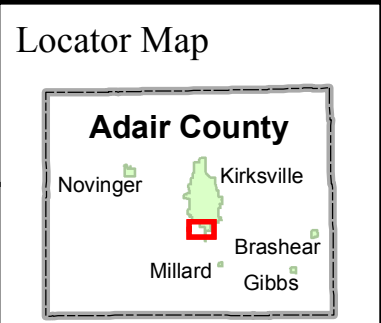 Locator Map
Adair County
Novinger
Kirksville
Brashear
Millard
Gibbs